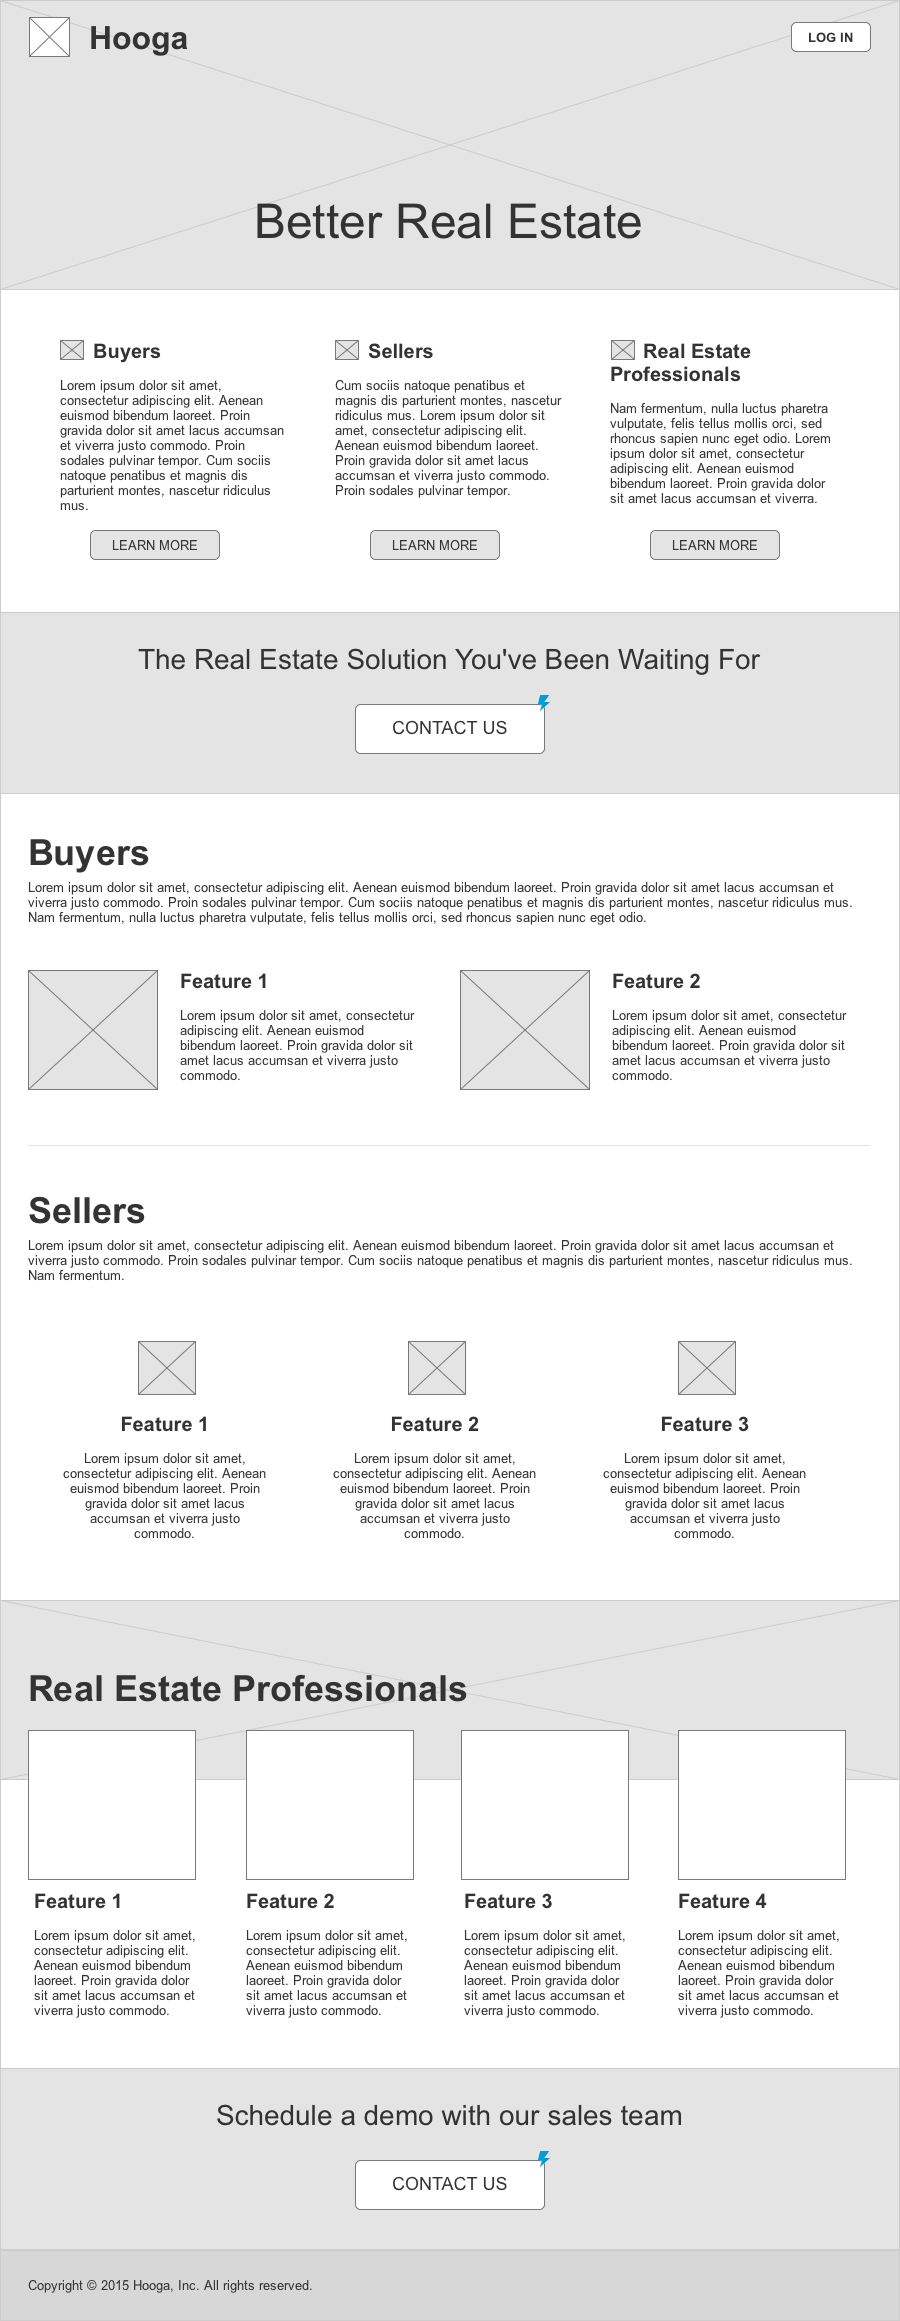 Hooga
LOG IN
Better Real Estate
Buyers
Lorem ipsum dolor sit amet,
consectetur adipiscing elit. Aenean
euismod bibendum laoreet. Proin
gravida dolor sit amet lacus accumsan
et viverra justo commodo. Proin
sodales pulvinar tempor. Cum sociis
natoque penatibus et magnis dis
parturient montes, nascetur ridiculus
mus.
LEARN MORE
Sellers
Cum sociis natoque penatibus et
magnis dis parturient montes, nascetur
ridiculus mus. Lorem ipsum dolor sit
amet, consectetur adipiscing elit.
Aenean euismod bibendum laoreet.
Proin gravida dolor sit amet lacus
accumsan et viverra justo commodo.
Proin sodales pulvinar tempor.
LEARN MORE
Real Estate
Professionals
Nam fermentum, nulla luctus pharetra
vulputate, felis tellus mollis orci, sed
rhoncus sapien nunc eget odio. Lorem
ipsum dolor sit amet, consectetur
adipiscing elit. Aenean euismod
bibendum laoreet. Proin gravida dolor
sit amet lacus accumsan et viverra.
LEARN MORE
The Real Estate Solution You've Been Waiting For
CONTACT US
Buyers
Lorem ipsum dolor sit amet, consectetur adipiscing elit. Aenean euismod bibendum laoreet. Proin gravida dolor sit amet lacus accumsan et
viverra justo commodo. Proin sodales pulvinar tempor. Cum sociis natoque penatibus et magnis dis parturient montes, nascetur ridiculus mus.
Nam fermentum, nulla luctus pharetra vulputate, felis tellus mollis orci, sed rhoncus sapien nunc eget odio.
Feature 1
Lorem ipsum dolor sit amet, consectetur
adipiscing elit. Aenean euismod
bibendum laoreet. Proin gravida dolor sit
amet lacus accumsan et viverra justo
commodo.
Feature 2
Lorem ipsum dolor sit amet, consectetur
adipiscing elit. Aenean euismod
bibendum laoreet. Proin gravida dolor sit
amet lacus accumsan et viverra justo
commodo.
Sellers
Lorem ipsum dolor sit amet, consectetur adipiscing elit. Aenean euismod bibendum laoreet. Proin gravida dolor sit amet lacus accumsan et
viverra justo commodo. Proin sodales pulvinar tempor. Cum sociis natoque penatibus et magnis dis parturient montes, nascetur ridiculus mus.
Nam fermentum.
Feature 1
Lorem ipsum dolor sit amet,
consectetur adipiscing elit. Aenean
euismod bibendum laoreet. Proin
gravida dolor sit amet lacus
accumsan et viverra justo
commodo.
Feature 2
Lorem ipsum dolor sit amet,
consectetur adipiscing elit. Aenean
euismod bibendum laoreet. Proin
gravida dolor sit amet lacus
accumsan et viverra justo
commodo.
Feature 3
Lorem ipsum dolor sit amet,
consectetur adipiscing elit. Aenean
euismod bibendum laoreet. Proin
gravida dolor sit amet lacus
accumsan et viverra justo
commodo.
Real Estate Professionals
Feature 1
Lorem ipsum dolor sit amet,
consectetur adipiscing elit.
Aenean euismod bibendum
laoreet. Proin gravida dolor
sit amet lacus accumsan et
viverra justo commodo.
Feature 2
Lorem ipsum dolor sit amet,
consectetur adipiscing elit.
Aenean euismod bibendum
laoreet. Proin gravida dolor
sit amet lacus accumsan et
viverra justo commodo.
Feature 3
Lorem ipsum dolor sit amet,
consectetur adipiscing elit.
Aenean euismod bibendum
laoreet. Proin gravida dolor
sit amet lacus accumsan et
viverra justo commodo.
Feature 4
Lorem ipsum dolor sit amet,
consectetur adipiscing elit.
Aenean euismod bibendum
laoreet. Proin gravida dolor
sit amet lacus accumsan et
viverra justo commodo.
Schedule a demo with our sales team
CONTACT US
Copyright © 2015 Hooga, Inc. All rights reserved.